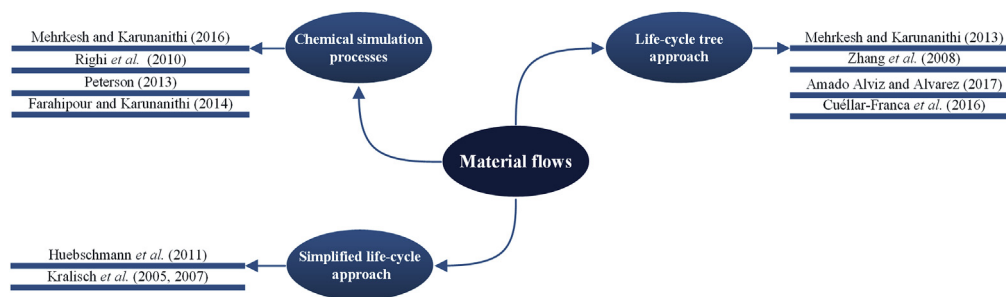 Mehrkesh and Karunanithi (2016)
Righi et al. (2010)
Peterson (2013)
Farahipour and Karunanithi (2014)
Chemical simulation
processes
Life-cycle tree
approach
Mehrkesh and Karunanithi (2013)
Zhang et al. (2008)
Amado Alviz and Alvarez (2017)
Cuéllar-Franca et al. (2016)
Material flows
Huebschmann et al. (2011)
Kralisch et al. (2005, 2007)
Simplified life-cycle
approach